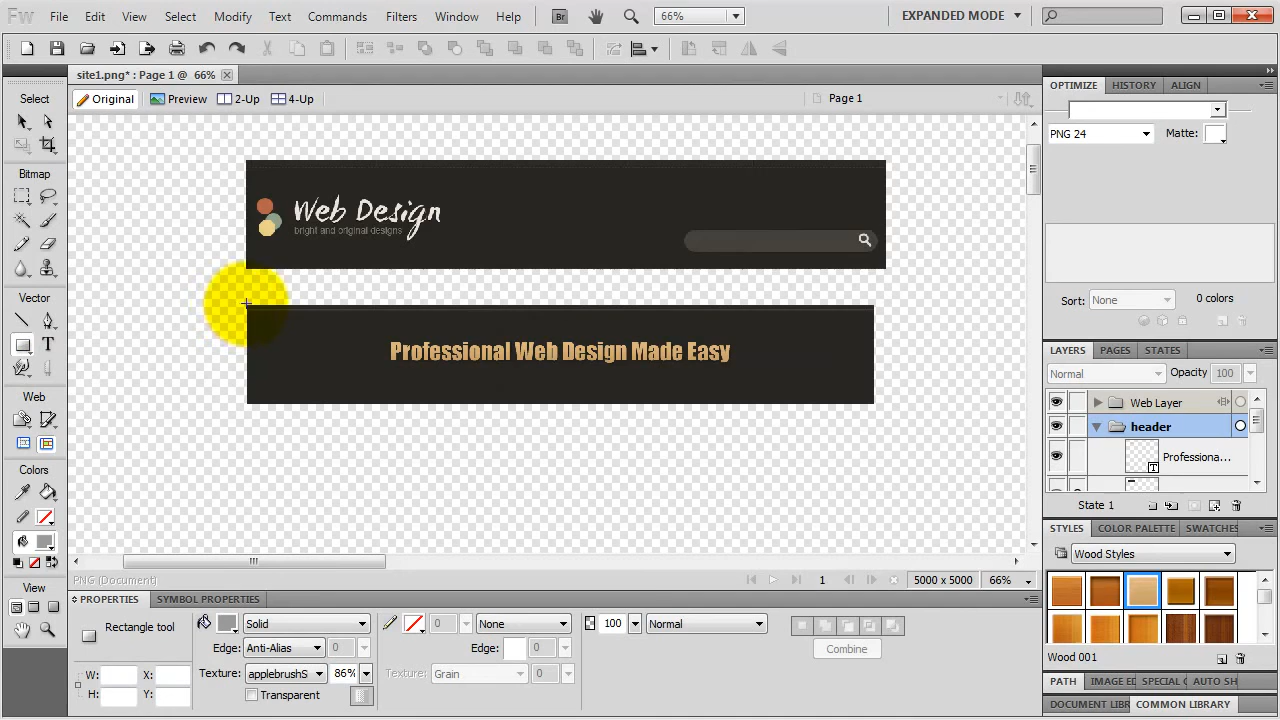 Fw File Edit View Select Modify Text Commands Filters Window Help Br 66% EXPANDED MODE
site1.png* : Page 1 @ 66%
Original Preview 2-Up 4-Up Page 1
Select
Bitmap
Vector
Web
Colors
View
Web Design
bright and original designs
Professional Web Design Made Easy
OPTIMIZE HISTORY ALIGN
PNG 24 Matte:
Sort: None 0 colors
LAYERS PAGES STATES
Normal Opacity 100
Web Layer
header
Professiona...
State 1
STYLES COLOR PALETTE SWATCHES
Wood Styles
Wood 001
PATH IMAGE ED SPECIAL C AUTO SH
DOCUMENT LIBR COMMON LIBRARY
PNG (Document) 1 5000 x 5000 66%
PROPERTIES SYMBOL PROPERTIES
Rectangle tool Solid 0 None 100 Normal
Edge: Anti-Alias 0 Edge: 0 Combine
W: X: Texture: applebrushS 86% Texture: Grain 0
H: Y: Transparent